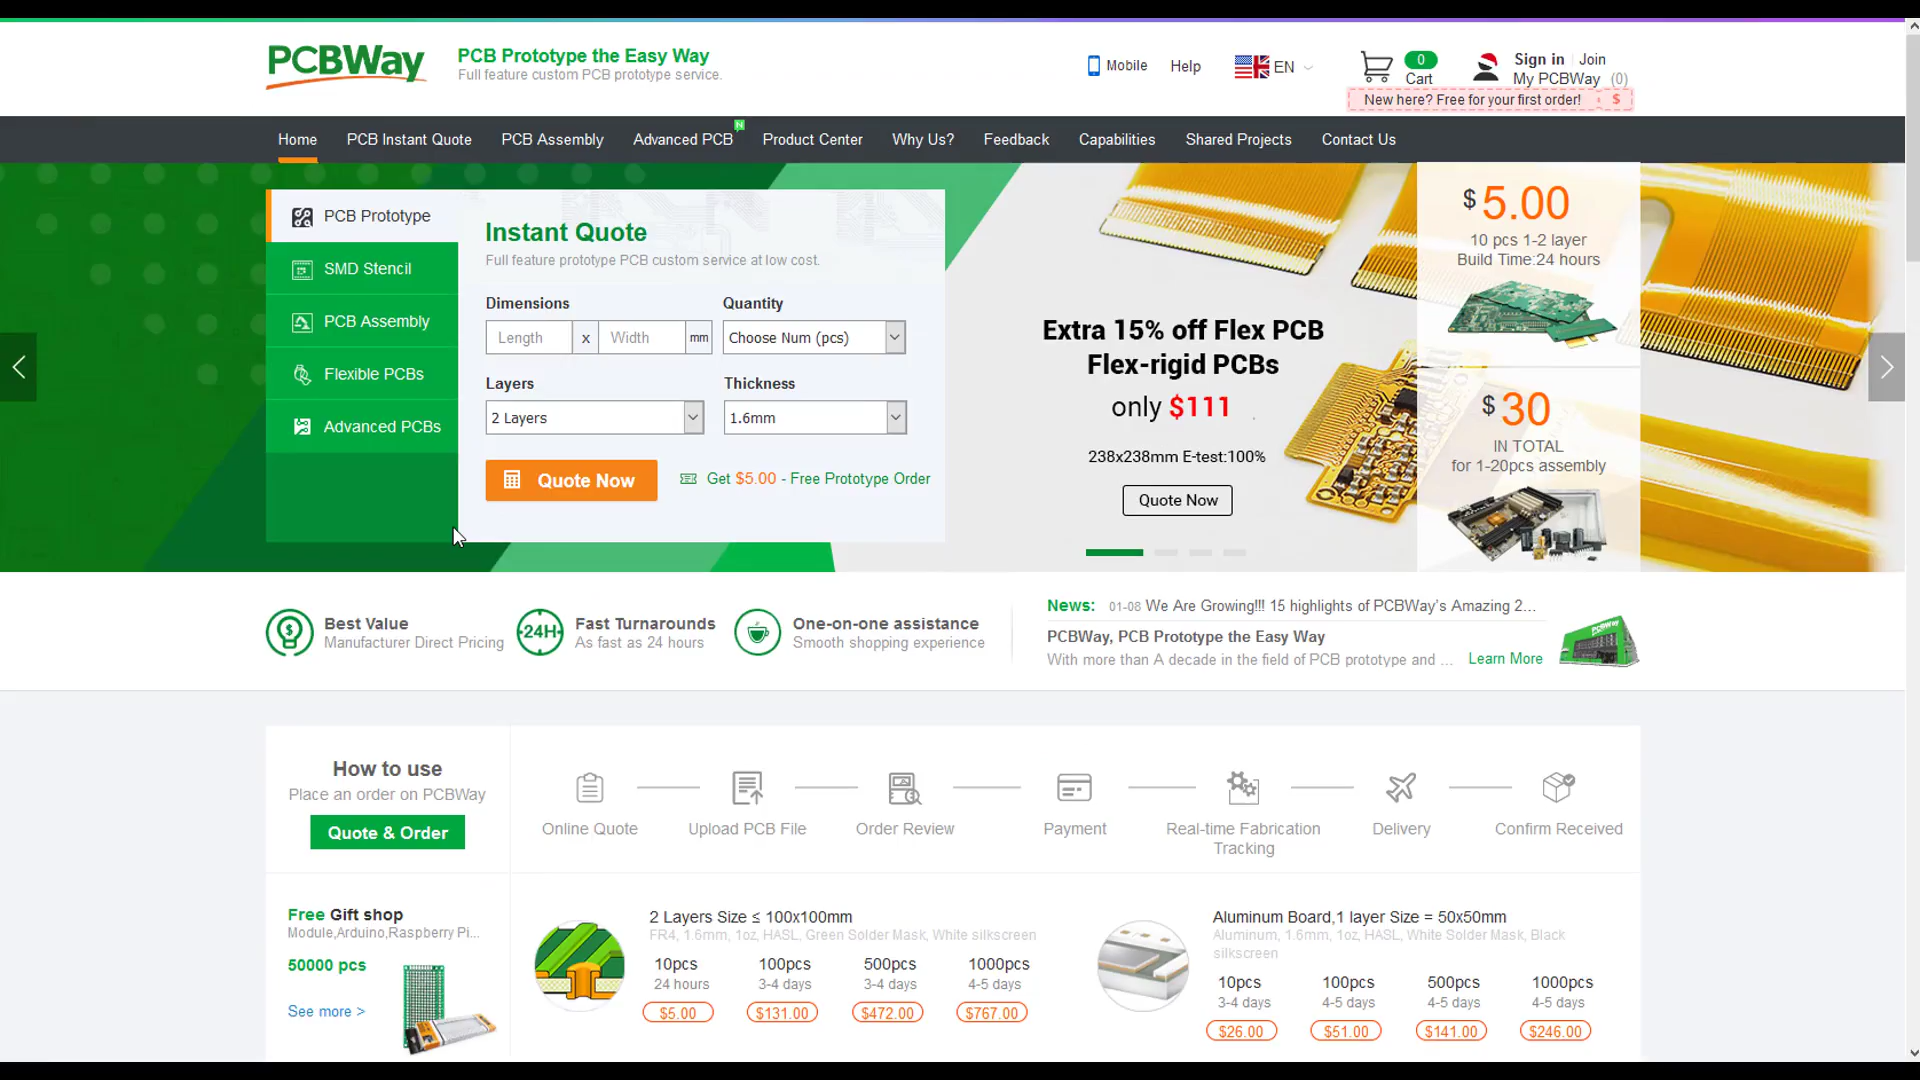 PCBWay
PCB Prototype the Easy Way
Full feature custom PCB prototype service.
Mobile
Help
EN
0
Cart
Sign in
Join
My PCBWay (0)
New here? Free for your first order! $
Home
PCB Instant Quote
PCB Assembly
Advanced PCB
N
Product Center
Why Us?
Feedback
Capabilities
Shared Projects
Contact Us
PCB Prototype
SMD Stencil
PCB Assembly
Flexible PCBs
Advanced PCBs
Instant Quote
Full feature prototype PCB custom service at low cost.
Dimensions
Quantity
Length x Width mm
Choose Num (pcs)
Layers
Thickness
2 Layers
1.6mm
Quote Now
Get $5.00 - Free Prototype Order
Extra 15% off Flex PCB
Flex-rigid PCBs
only $111
238x238mm E-test:100%
Quote Now
$5.00
10 pcs 1-2 layer
Build Time:24 hours
$30
IN TOTAL
for 1-20pcs assembly
Best Value
Manufacturer Direct Pricing
24H
Fast Turnarounds
As fast as 24 hours
One-on-one assistance
Smooth shopping experience
News: 01-08 We Are Growing!!! 15 highlights of PCBWay's Amazing 2...
PCBWay, PCB Prototype the Easy Way
With more than A decade in the field of PCB prototype and ... Learn More
PCBWay
How to use
Place an order on PCBWay
Quote & Order
Online Quote
Upload PCB File
Order Review
Payment
Real-time Fabrication
Tracking
Delivery
Confirm Received
Free Gift shop
Module,Arduino,Raspberry Pi...
50000 pcs
See more >
2 Layers Size ≤ 100x100mm
FR4, 1.6mm, 1oz, HASL, Green Solder Mask, White silkscreen
10pcs 100pcs 500pcs 1000pcs
24 hours 3-4 days 3-4 days 4-5 days
$5.00 $131.00 $472.00 $767.00
Aluminum Board,1 layer Size = 50x50mm
Aluminum, 1.6mm, 1oz, HASL, White Solder Mask, Black
silkscreen
10pcs 100pcs 500pcs 1000pcs
3-4 days 4-5 days 4-5 days 4-5 days
$26.00 $51.00 $141.00 $246.00